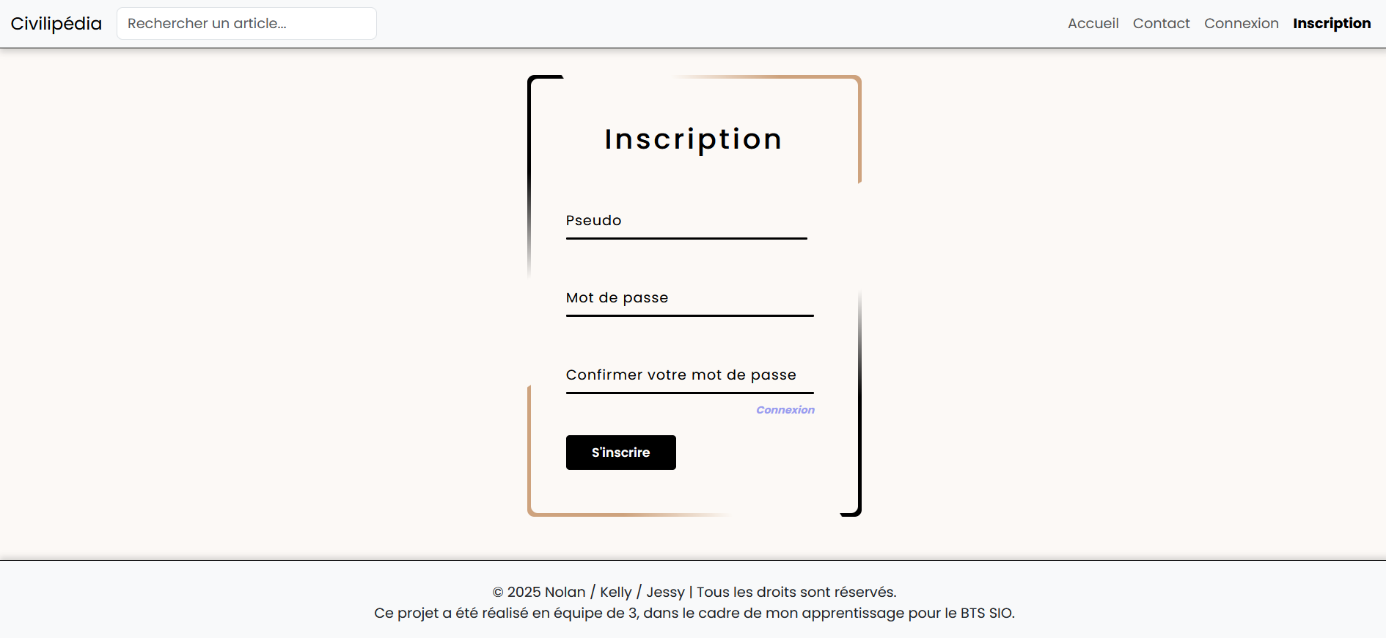 Civilipédia Rechercher un article... Accueil Contact Connexion Inscription
Inscription
Pseudo
Mot de passe
Confirmer votre mot de passe
Connexion
S'inscrire
© 2025 Nolan / Kelly / Jessy | Tous les droits sont réservés.
Ce projet a été réalisé en équipe de 3, dans le cadre de mon apprentissage pour le BTS SIO.